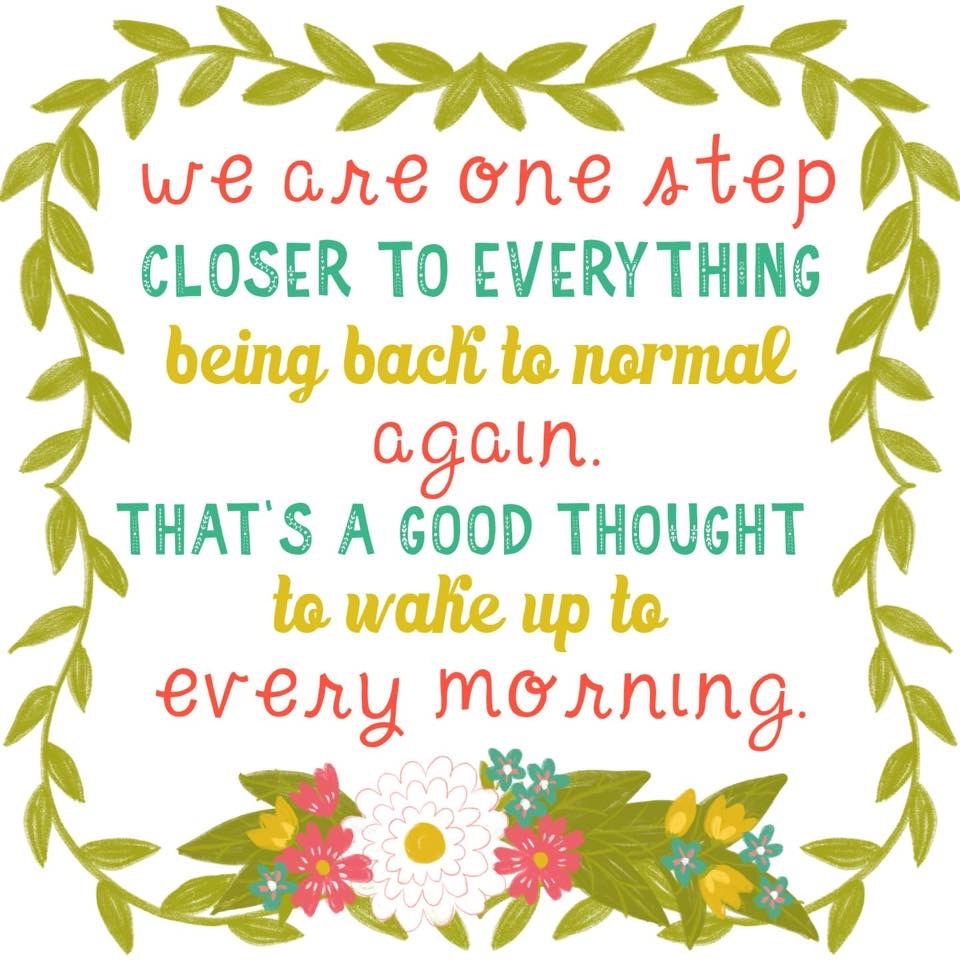 we are one step
CLOSER TO EVERYTHING
being back to normal
again.
THAT'S A GOOD THOUGHT
to wake up to
every morning.